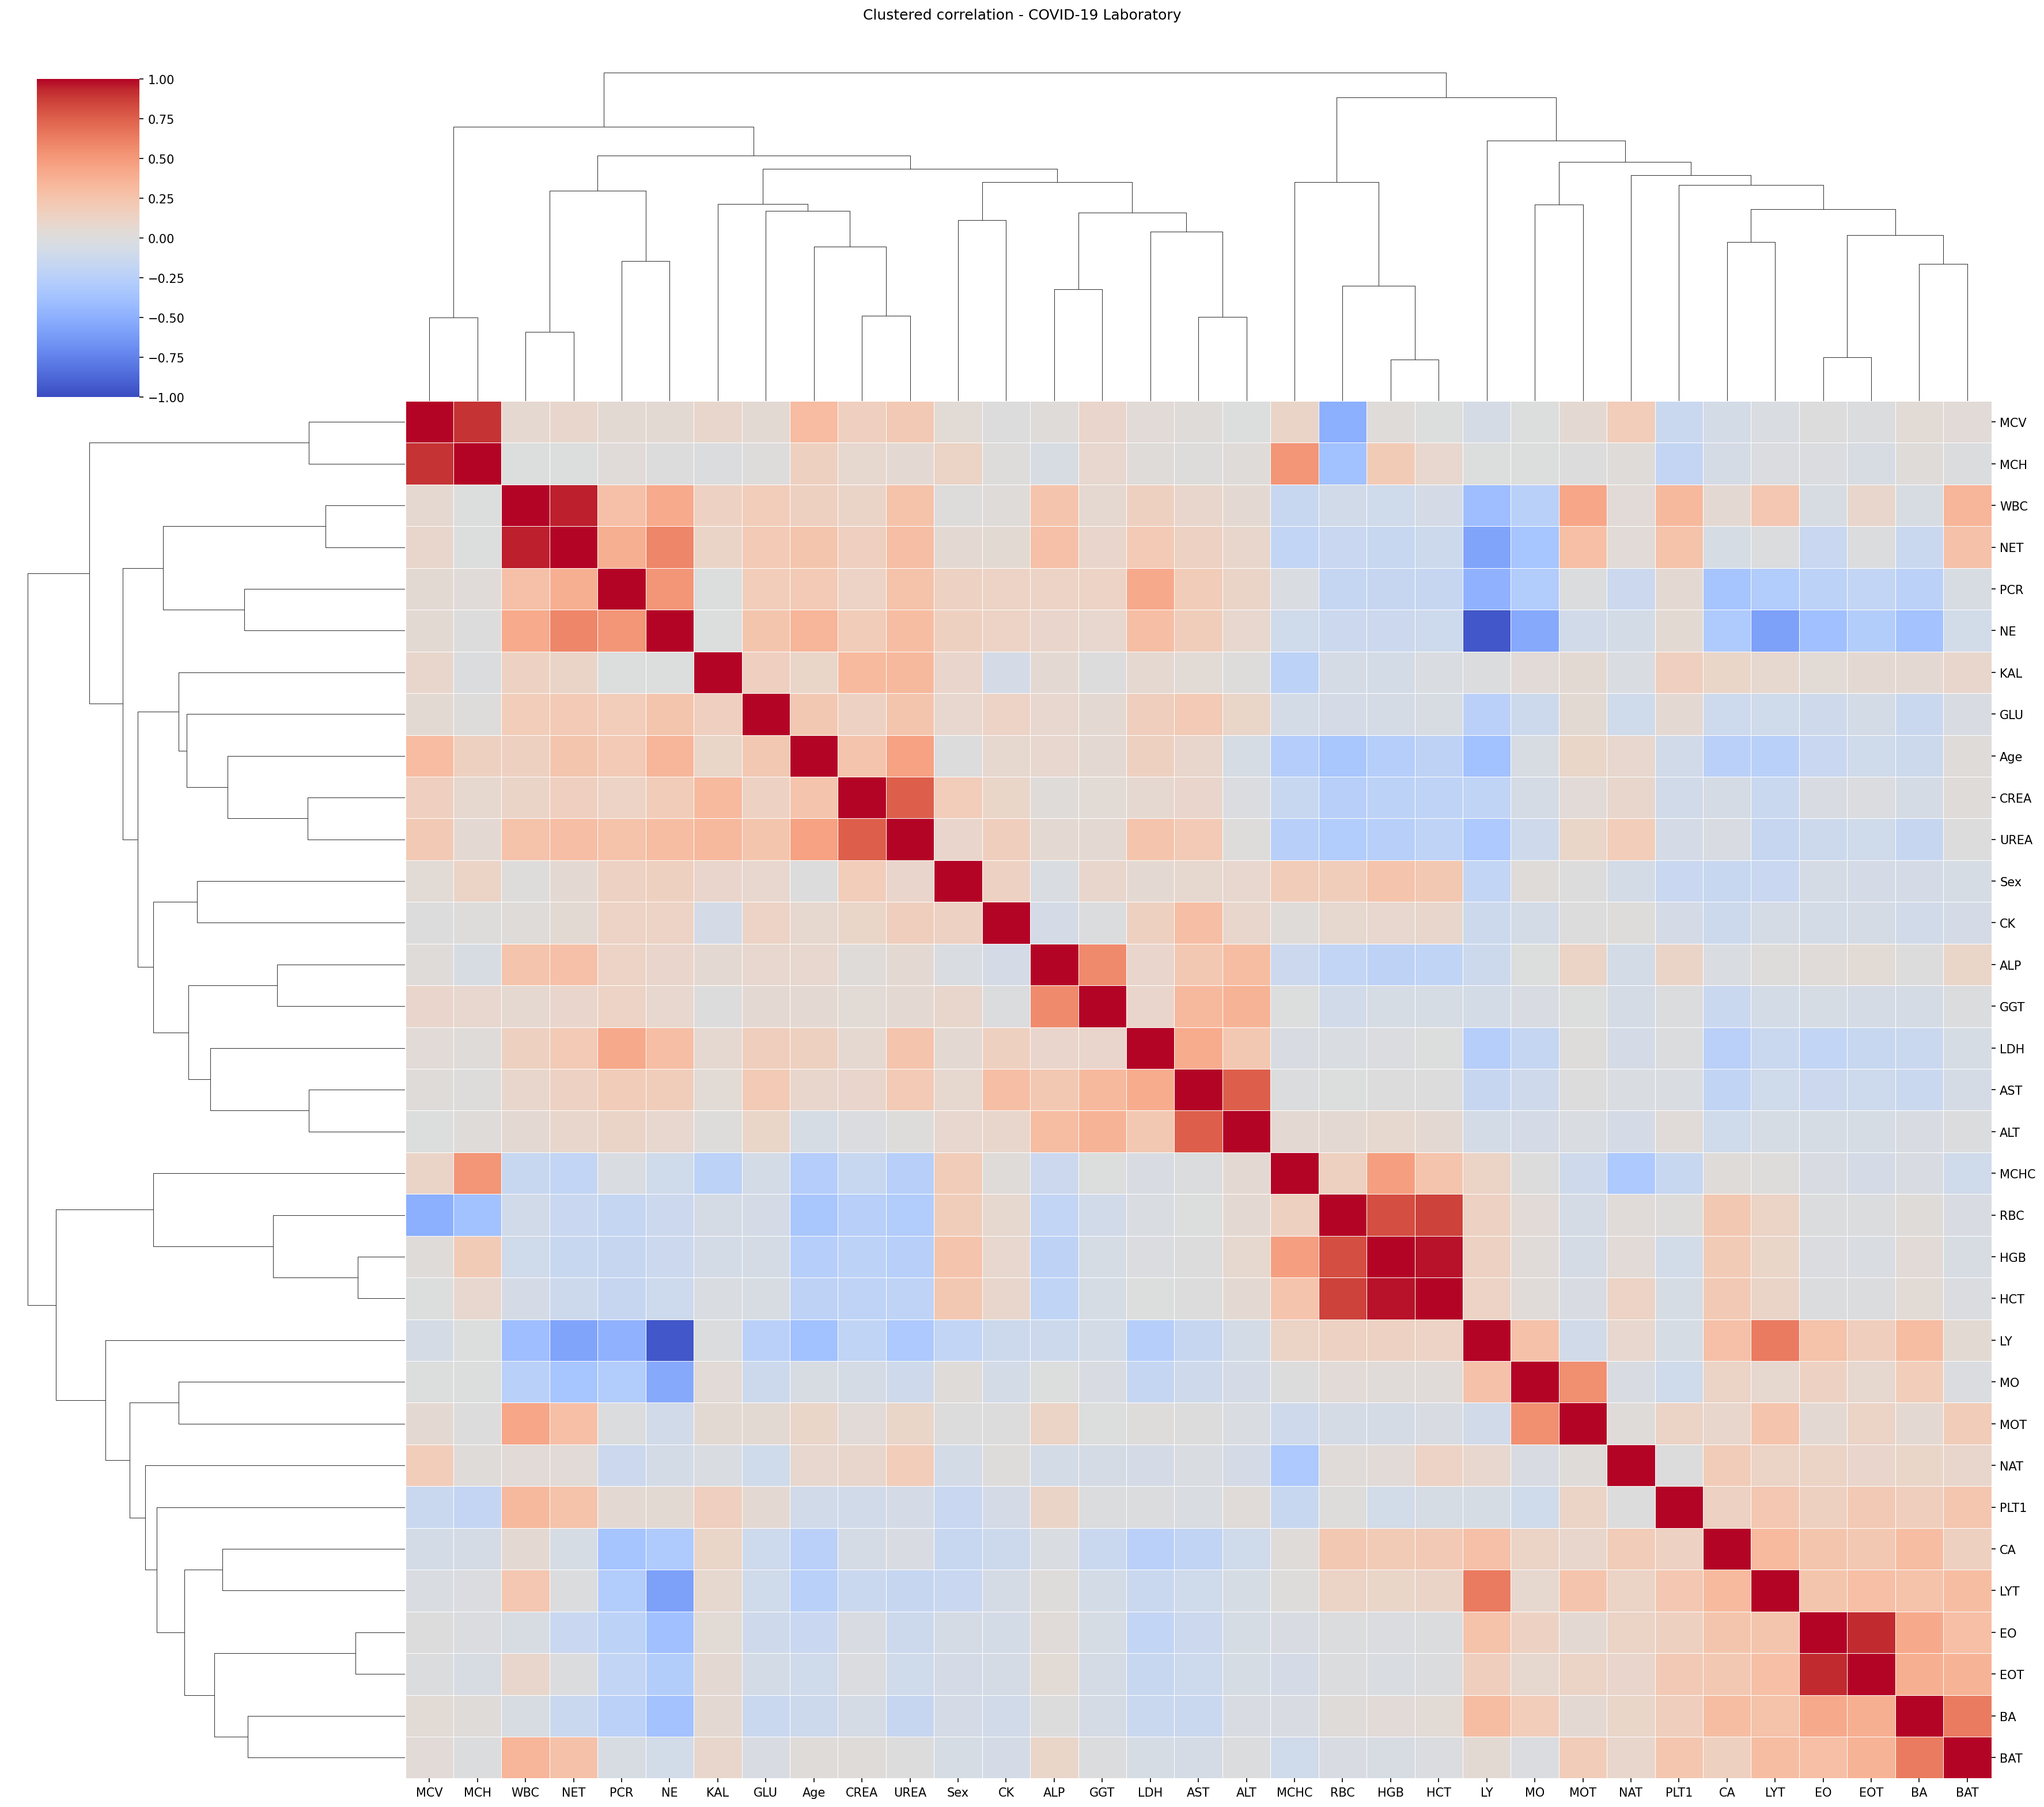 Clustered correlation - COVID-19 Laboratory
1.00
0.75
0.50
0.25
0.00
−0.25
−0.50
−0.75
−1.00
MCV
MCH
WBC
NET
PCR
NE
KAL
GLU
Age
CREA
UREA
Sex
CK
ALP
GGT
LDH
AST
ALT
MCHC
RBC
HGB
HCT
LY
MO
MOT
NAT
PLT1
CA
LYT
EO
EOT
BA
BAT
MCV MCH WBC NET PCR NE KAL GLU Age CREA UREA Sex CK ALP GGT LDH AST ALT MCHC RBC HGB HCT LY MO MOT NAT PLT1 CA LYT EO EOT BA BAT